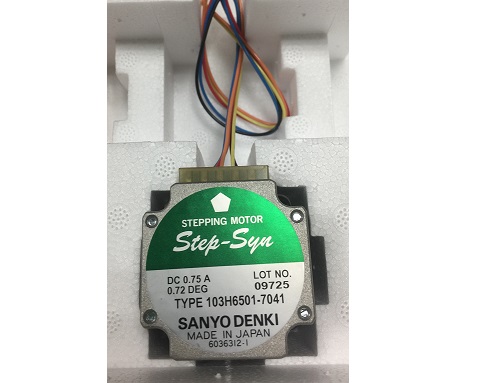 STEPPING MOTOR
Step-Syn
DC 0.75 A
0.72 DEG
LOT NO.
09725
TYPE 103H6501-7041
SANYO DENKI
MADE IN JAPAN
60363121-1